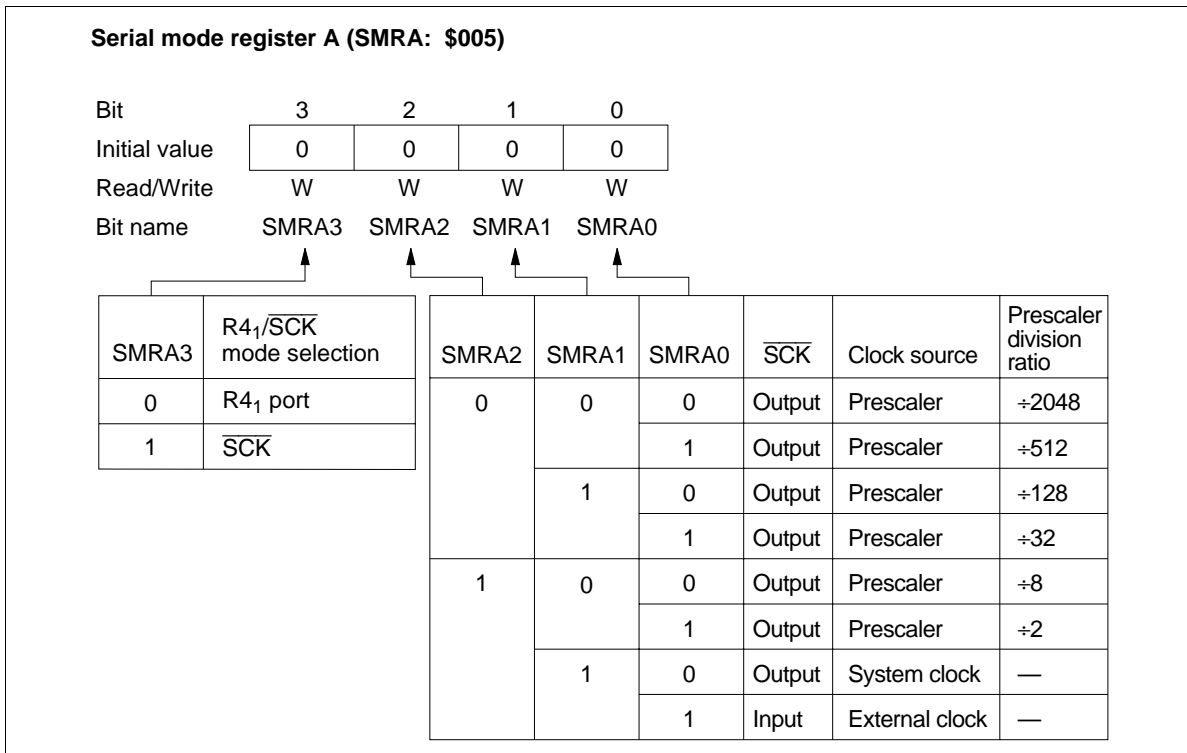 Serial mode register A (SMRA: $005)
Bit 3 2 1 0
Initial value 0 0 0 0
Read/Write W W W W
Bit name SMRA3 SMRA2 SMRA1 SMRA0
SMRA3 R4₁/S̅C̅K̅ mode selection
0 R4₁ port
1 S̅C̅K̅
SMRA2 SMRA1 SMRA0 S̅C̅K̅ Clock source Prescaler division ratio
0 0 0 Output Prescaler ÷2048
1 Output Prescaler ÷512
1 0 Output Prescaler ÷128
1 Output Prescaler ÷32
1 0 0 Output Prescaler ÷8
1 Output Prescaler ÷2
1 0 Output System clock —
1 Input External clock —